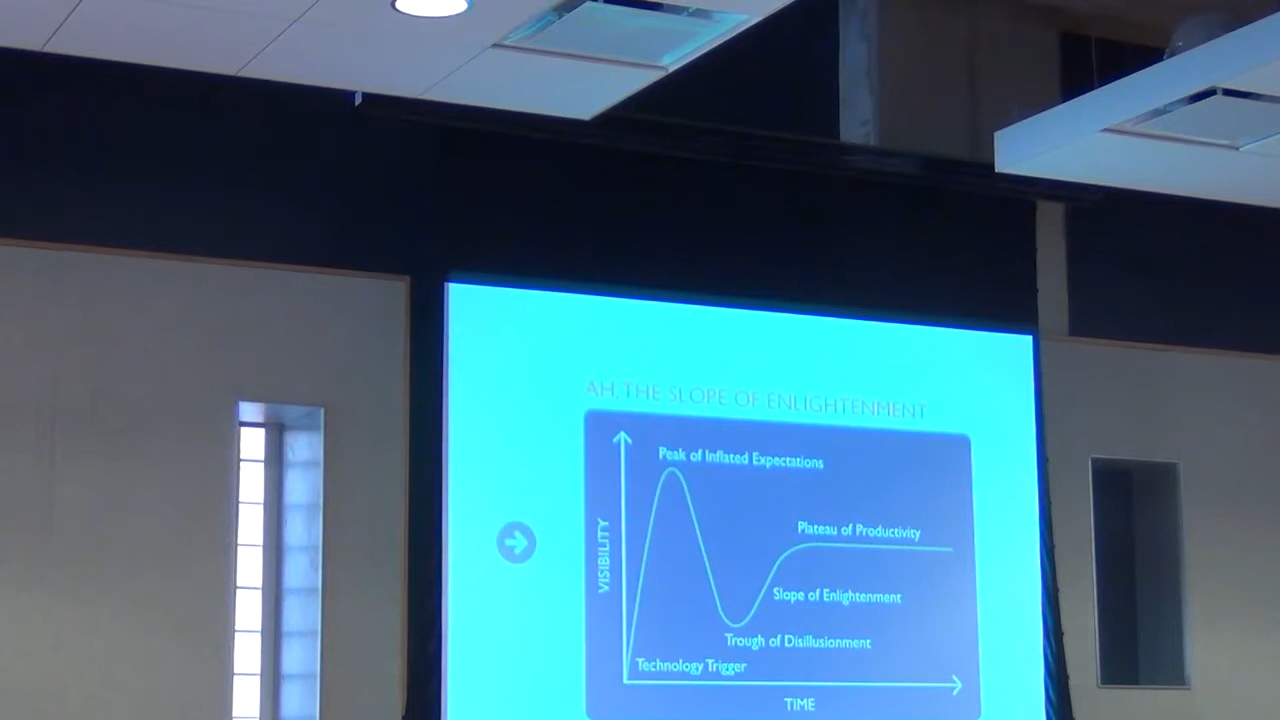 AH, THE SLOPE OF ENLIGHTENMENT
Peak of Inflated Expectations
Plateau of Productivity
VISIBILITY
Slope of Enlightenment
Trough of Disillusionment
Technology Trigger
TIME